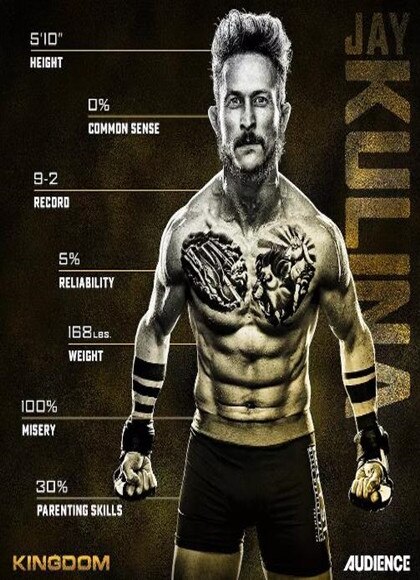 5'10"
HEIGHT
0%
COMMON SENSE
9-2
RECORD
5%
RELIABILITY
168LBS.
WEIGHT
100%
MISERY
30%
PARENTING SKILLS
JAY
KULINA
KINGDOM
AUDIENCE